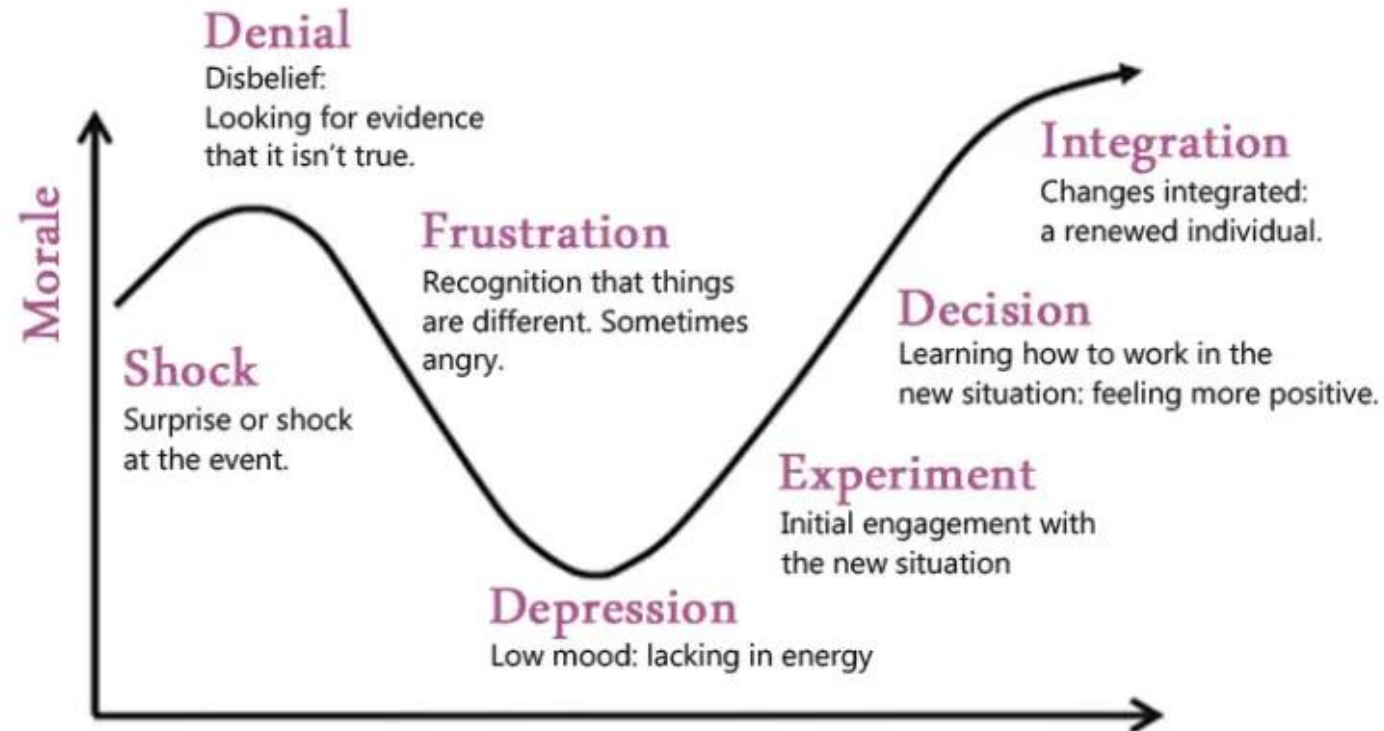 Denial
Disbelief:
Looking for evidence
that it isn't true.
Morale
Shock
Surprise or shock
at the event.
Frustration
Recognition that things
are different. Sometimes
angry.
Depression
Low mood: lacking in energy
Experiment
Initial engagement with
the new situation
Decision
Learning how to work in the
new situation: feeling more positive.
Integration
Changes integrated:
a renewed individual.